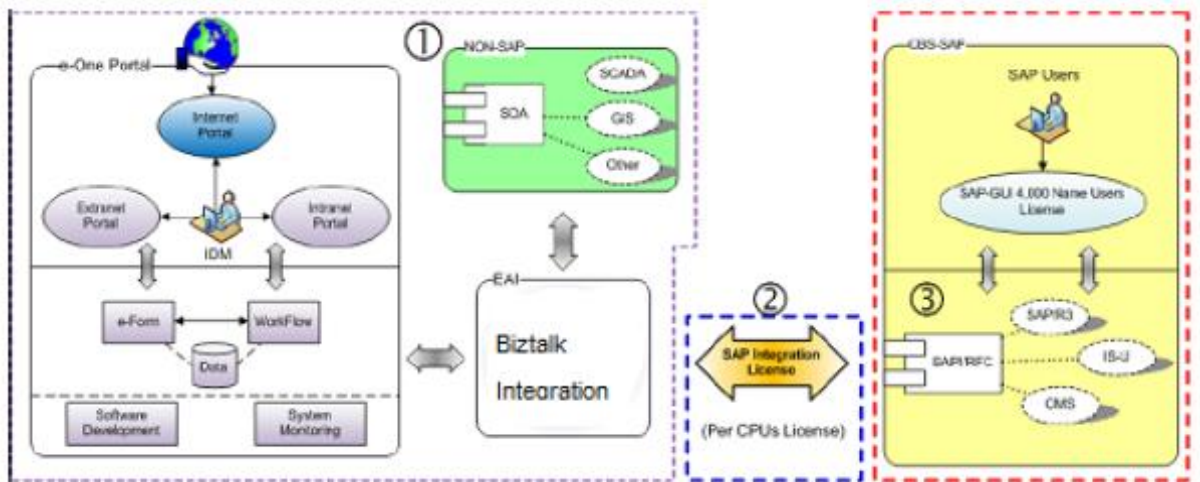 e-One Portal
Internet
Portal
Extranet
Portal
Intranet
Portal
IDM
e-Form
WorkFlow
Data
Software
Development
System
Monitoring
①
NON-SAP
SOA
SCADA
GIS
Other
EAI
Biztalk
Integration
②
SAP Integration
License
(Per CPUs License)
CBS-SAP
SAP Users
SAP-GUI 4,000 Name Users
License
③
BAPI/RFC
SAP/R3
IS-U
CMS